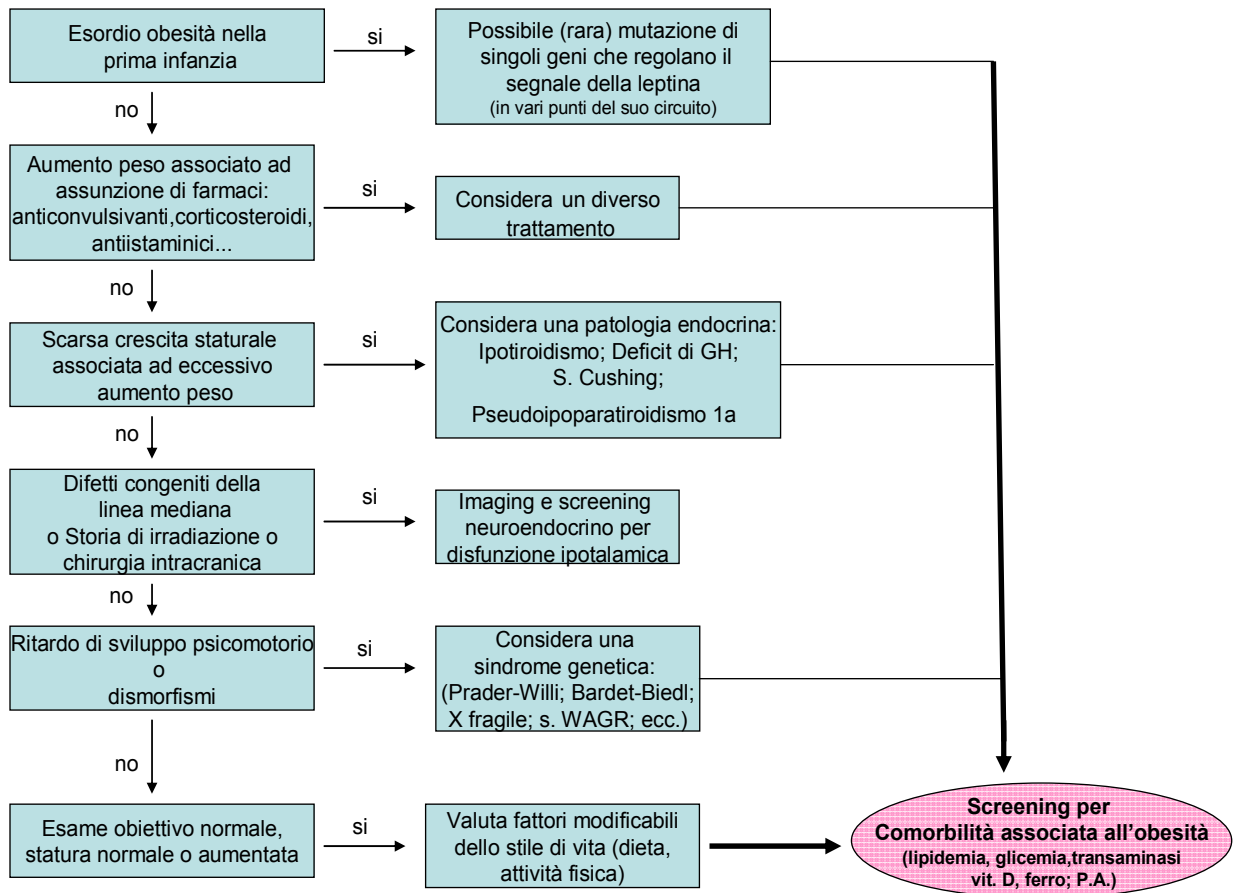 Esordio obesità nella
prima infanzia
si
Possibile (rara) mutazione di
singoli geni che regolano il
segnale della leptina
(in vari punti del suo circuito)
no
Aumento peso associato ad
assunzione di farmaci:
anticonvulsivanti,corticosteroidi,
antiistaminici...
si
Considera un diverso
trattamento
no
Scarsa crescita staturale
associata ad eccessivo
aumento peso
si
Considera una patologia endocrina:
Ipotiroidismo; Deficit di GH;
S. Cushing;
Pseudoipoparatiroidismo 1a
no
Difetti congeniti della
linea mediana
o Storia di irradiazione o
chirurgia intracranica
si
Imaging e screening
neuroendocrino per
disfunzione ipotalamica
no
Ritardo di sviluppo psicomotorio
o
dismorfismi
si
Considera una
sindrome genetica:
(Prader-Willi; Bardet-Biedl;
X fragile; s. WAGR; ecc.)
no
Esame obiettivo normale,
statura normale o aumentata
si
Valuta fattori modificabili
dello stile di vita (dieta,
attività fisica)
Screening per
Comorbilità associata all'obesità
(lipidemia, glicemia,transaminasi
vit. D, ferro; P.A.)